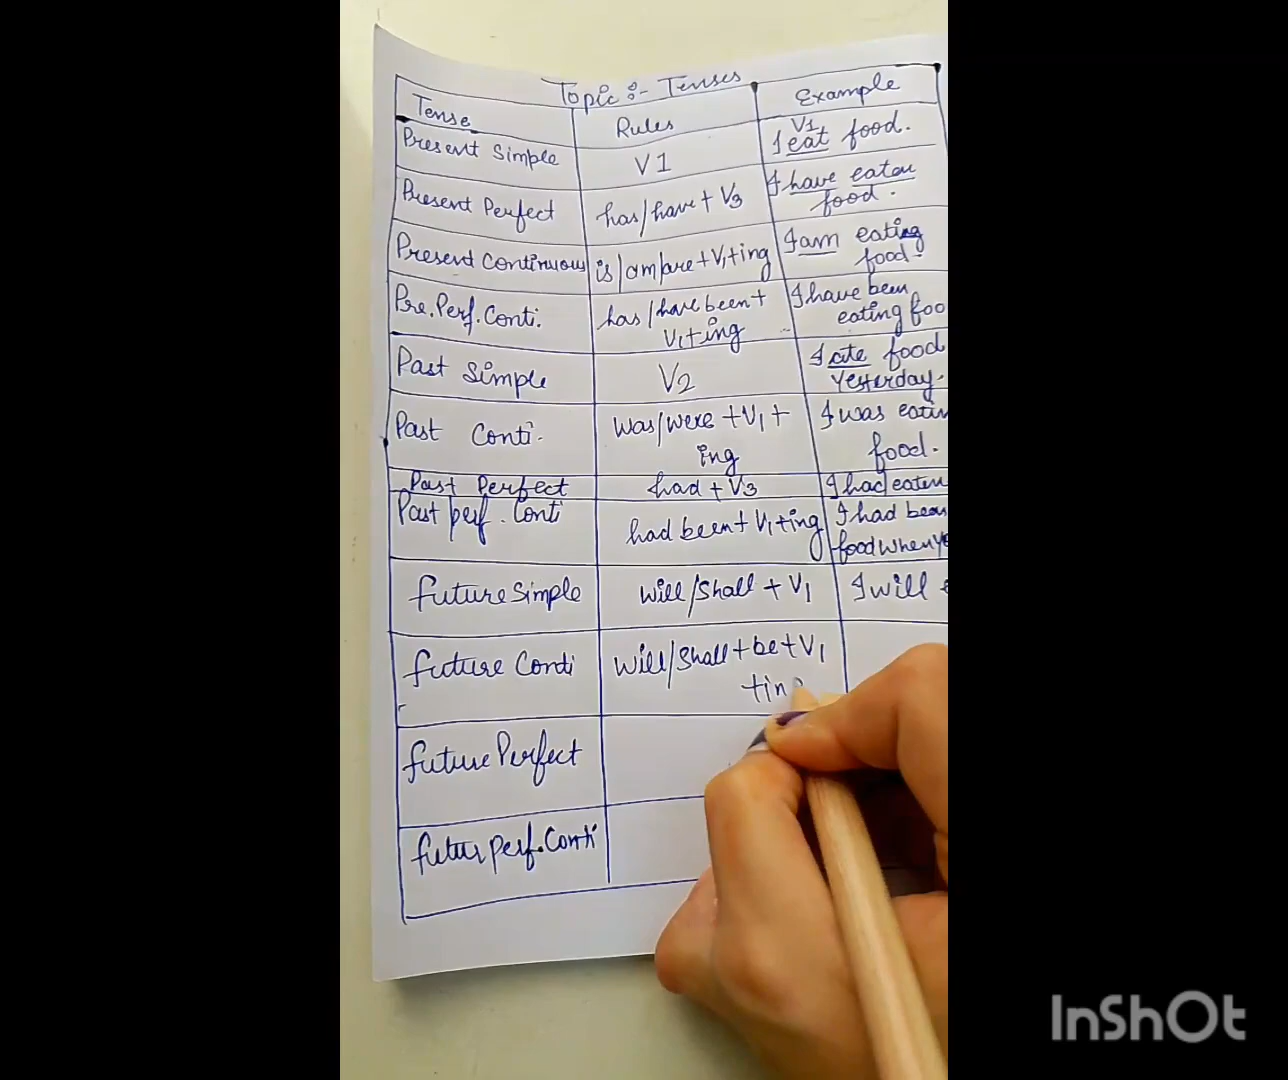 Topic :- Tenses
Tense
Rules
Example
Present Simple
V1
V1
I eat food.
Present Perfect
has/have + V3
I have eaten
food.
Present Continuous
is/am/are+V1+ing
I am eating
food.
Pre.Perf.Conti.
has/have been +
V1+ing
I have been
eating foo
Past Simple
V2
I ate food
Yesterday.
Past Conti.
was/were +V1 +
ing
I was eatin
food.
Past Perfect
had + V3
I had eaten
Past perf. Conti
had been + V1+ing
I had been
food when
Future Simple
will/shall + V1
I will
future Conti
will/shall+be+V1
+in
future Perfect
futur perf.Conti
InShOt